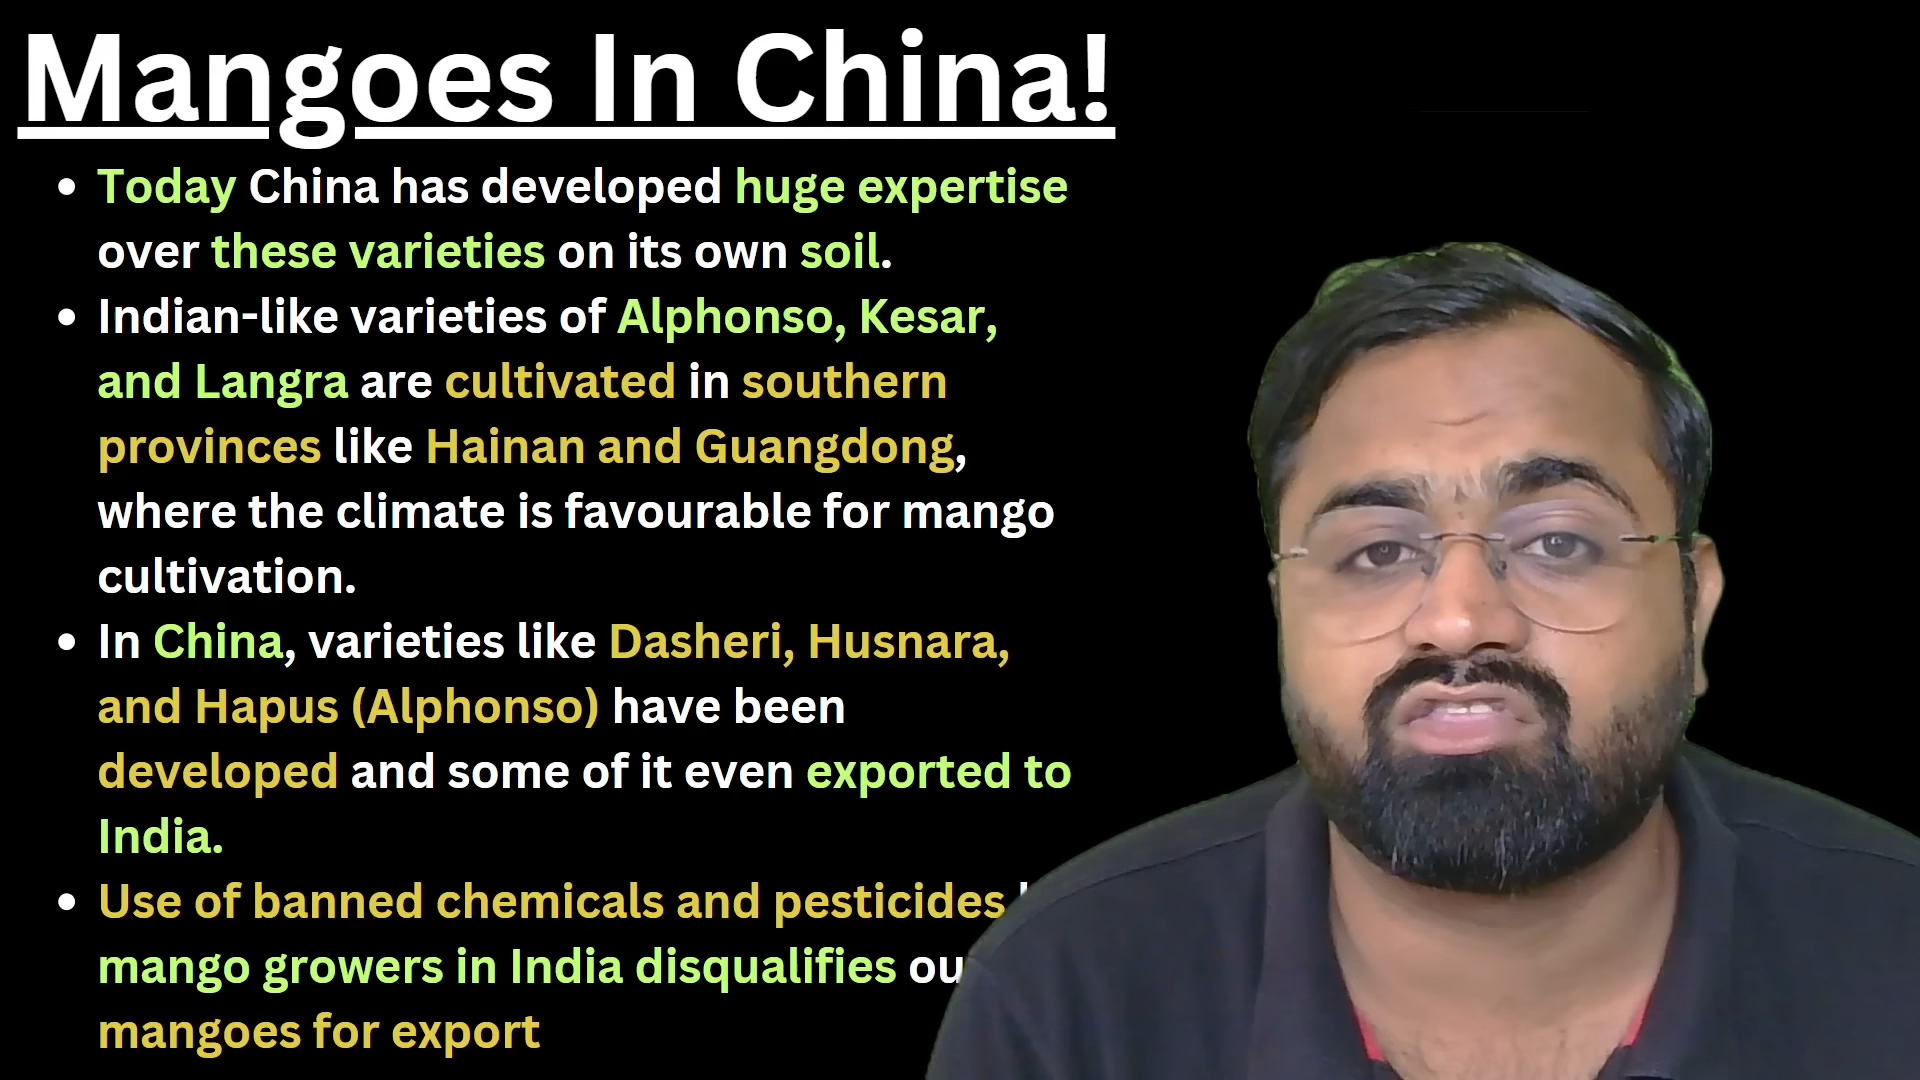 Mangoes In China!
• Today China has developed huge expertise
over these varieties on its own soil.
• Indian-like varieties of Alphonso, Kesar,
and Langra are cultivated in southern
provinces like Hainan and Guangdong,
where the climate is favourable for mango
cultivation.
• In China, varieties like Dasheri, Husnara,
and Hapus (Alphonso) have been
developed and some of it even exported to
India.
• Use of banned chemicals and pesticides
mango growers in India disqualifies
mangoes for export